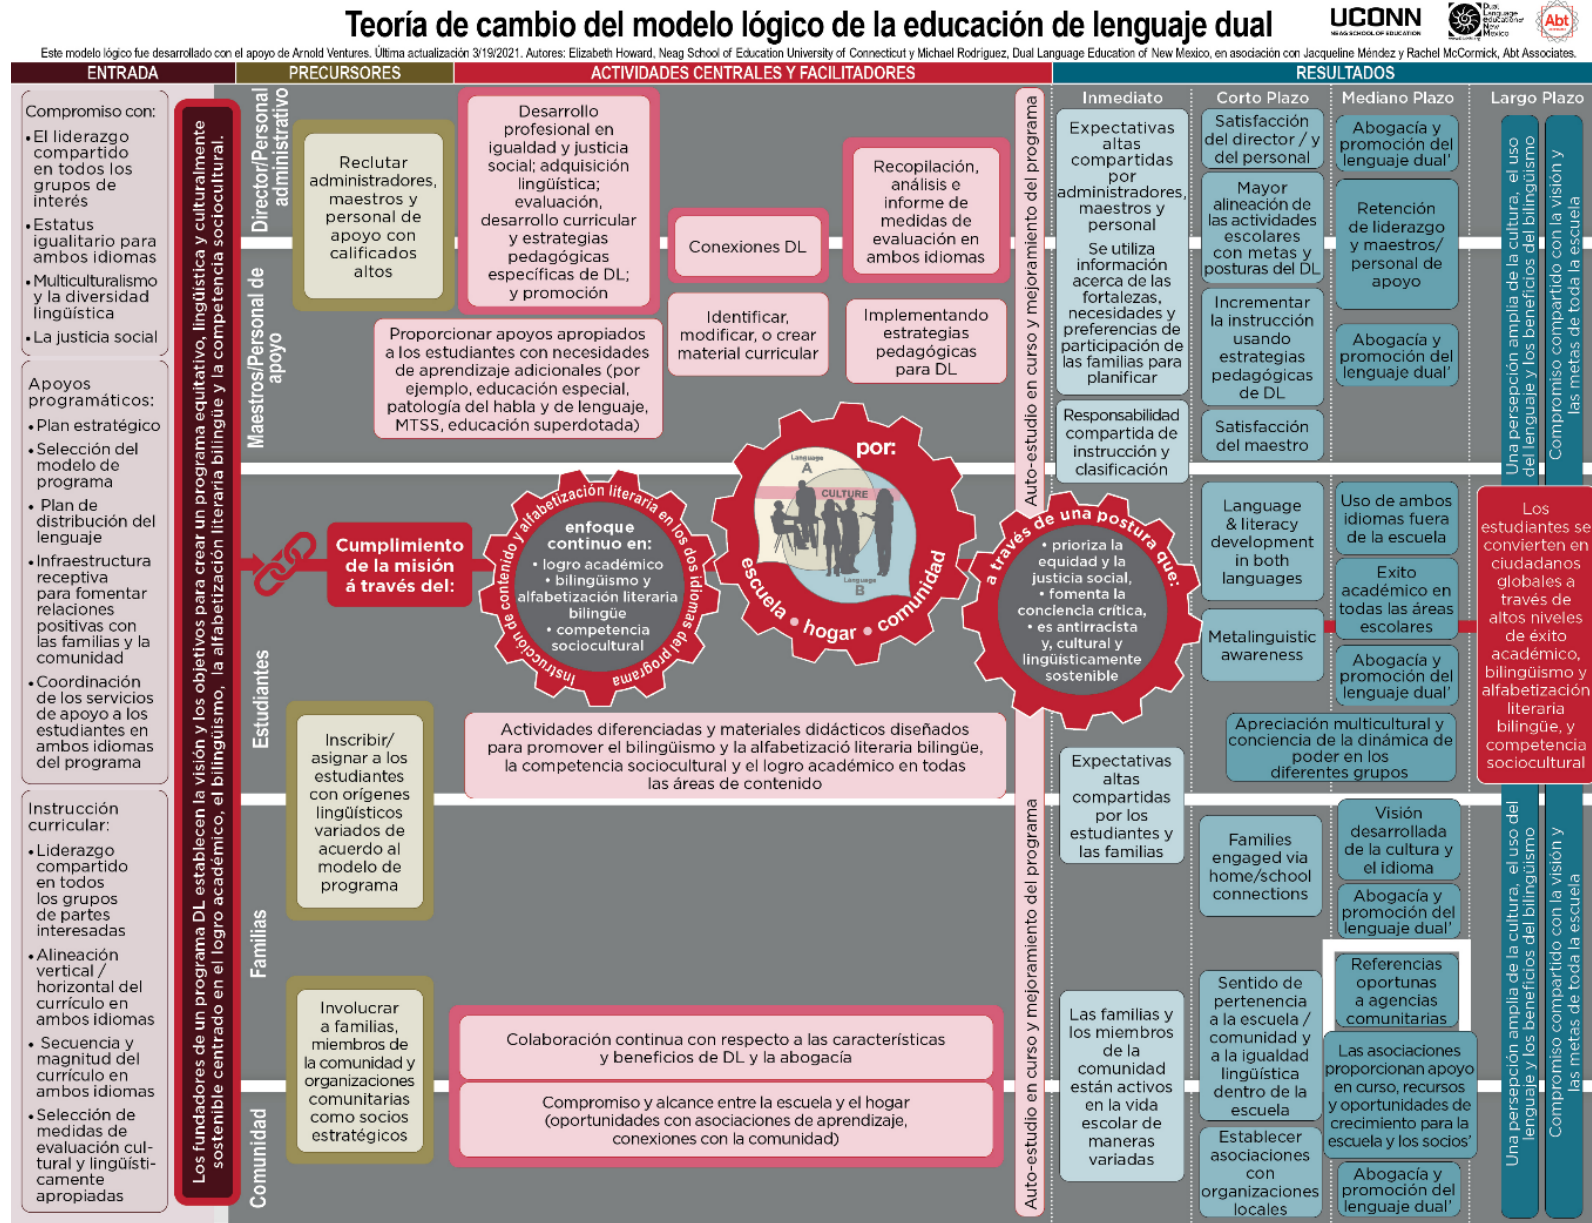 Teoría de cambio del modelo lógico de la educación de lenguaje dual
UCONN
NEAG SCHOOL OF EDUCATION
Dual
Language
education of
New
Mexico
Abt
Este modelo lógico fue desarrollado con el apoyo de Arnold Ventures. Última actualización 3/19/2021. Autores: Elizabeth Howard, Neag School of Education University of Connecticut y Michael Rodriguez, Dual Language Education of New Mexico, en asociación con Jacqueline Méndez y Rachel McCormick, Abt Associates.
ENTRADA
PRECURSORES
ACTIVIDADES CENTRALES Y FACILITADORES
RESULTADOS
Compromiso con:
• El liderazgo
compartido
en todos los
grupos de
interés
• Estatus
igualitario para
ambos idiomas
• Multiculturalismo
y la diversidad
lingüística
• La justicia social
Apoyos
programáticos:
• Plan estratégico
• Selección del
modelo de
programa
• Plan de
distribución del
lenguaje
• Infraestructura
receptiva
para fomentar
relaciones
positivas con
las familias y la
comunidad
• Coordinación
de los servicios
de apoyo a los
estudiantes en
ambos idiomas
del programa
Instrucción
curricular:
• Liderazgo
compartido
en todos
los grupos
de partes
interesadas
• Alineación
vertical /
horizontal del
currículo en
ambos idiomas
• Secuencia y
magnitud del
currículo en
ambos idiomas
• Selección de
medidas de
evaluación cul-
tural y lingüísti-
camente
apropiadas
Los fundadores de un programa DL establecen la visión y los objetivos para crear un programa equitativo, lingüística y culturalmente
sostenible centrado en el logro académico, el bilingüismo, la alfabetización literaria bilingüe y la competencia sociocultural.
Director/Personal
administrativo
Maestros/Personal de
apoyo
Estudiantes
Familias
Comunidad
Reclutar
administradores,
maestros y
personal de
apoyo con
calificados
altos
Inscribir/
asignar a los
estudiantes
con orígenes
lingüísticos
variados de
acuerdo al
modelo de
programa
Involucrar
a familias,
miembros de
la comunidad y
organizaciones
comunitarias
como socios
estratégicos
Desarrollo
profesional en
igualdad y justicia
social; adquisición
lingüística;
evaluación,
desarrollo curricular
y estrategias
pedagógicas
específicas de DL;
y promoción
Conexiones DL
Recopilación,
análisis e
informe de
medidas de
evaluación en
ambos idiomas
Proporcionar apoyos apropiados
a los estudiantes con necesidades
de aprendizaje adicionales (por
ejemplo, educación especial,
patología del habla y de lenguaje,
MTSS, educación superdotada)
Identificar,
modificar, o crear
material curricular
Implementando
estrategias
pedagógicas
para DL
Cumplimiento
de la misión
á través del:
Instrucción de contenido y alfabetización literaria en los dos idiomas del programa
enfoque
continuo en:
• logro académico
• bilingüismo y
alfabetización literaria
bilingüe
• competencia
sociocultural
por:
Language
A
CULTURE
Language
B
escuela • hogar • comunidad
a través de una postura que:
• prioriza la
equidad y la
justicia social,
• fomenta la
conciencia crítica,
• es antirracista
y, cultural y
lingüísticamente
sostenible
Actividades diferenciadas y materiales didácticos diseñados
para promover el bilingüismo y la alfabetizació literaria bilingüe,
la competencia sociocultural y el logro académico en todas
las áreas de contenido
Colaboración continua con respecto a las características
y beneficios de DL y la abogacía
Compromiso y alcance entre la escuela y el hogar
(oportunidades con asociaciones de aprendizaje,
conexiones con la comunidad)
Auto-estudio en curso y mejoramiento del programa
Auto-estudio en curso y mejoramiento del programa
Inmediato
Expectativas
altas
compartidas
por
administradores,
maestros y
personal
Se utiliza
información
acerca de las
fortalezas,
necesidades y
preferencias de
participación de
las familias para
planificar
Responsabilidad
compartida de
instrucción y
clasificación
Expectativas
altas
compartidas
por los
estudiantes y
las familias
Las familias y
los miembros
de la
comunidad
están activos
en la vida
escolar de
maneras
variadas
Corto Plazo
Satisfacción
del director / y
del personal
Mayor
alineación de
las actividades
escolares
con metas y
posturas del DL
Incrementar
la instrucción
usando
estrategias
pedagógicas
de DL
Satisfacción
del maestro
Language
& literacy
development
in both
languages
Metalinguistic
awareness
Apreciación multicultural y
conciencia de la dinámica de
poder en los
diferentes grupos
Families
engaged via
home/school
connections
Sentido de
pertenencia
a la escuela /
comunidad y
a la igualdad
lingüística
dentro de la
escuela
Establecer
asociaciones
con
organizaciones
locales
Mediano Plazo
Abogacía y
promoción del
lenguaje dual'
Retención
de liderazgo
y maestros/
personal de
apoyo
Abogacía y
promoción del
lenguaje dual'
Uso de ambos
idiomas fuera
de la escuela
Exito
académico en
todas las áreas
escolares
Abogacía y
promoción del
lenguaje dual'
Visión
desarrollada
de la cultura y
el idioma
Abogacía y
promoción del
lenguaje dual'
Referencias
oportunas
a agencias
comunitarias
Las asociaciones
proporcionan apoyo
en curso, recursos
y oportunidades de
crecimiento para la
escuela y los socios'
Abogacía y
promoción del
lenguaje dual'
Largo Plazo
Una persepción amplia de la cultura, el uso
del lenguaje y los beneficios del bilingüismo
Compromiso compartido con la visión y
las metas de toda la escuela
Los
estudiantes se
convierten en
ciudadanos
globales a
través de
altos niveles
de éxito
académico,
bilingüismo y
alfabetización
literaria
bilingüe, y
competencia
sociocultural
Una persepción amplia de la cultura, el uso del
lenguaje y los beneficios del bilingüismo
Compromiso compartido con la visión y
las metas de toda la escuela